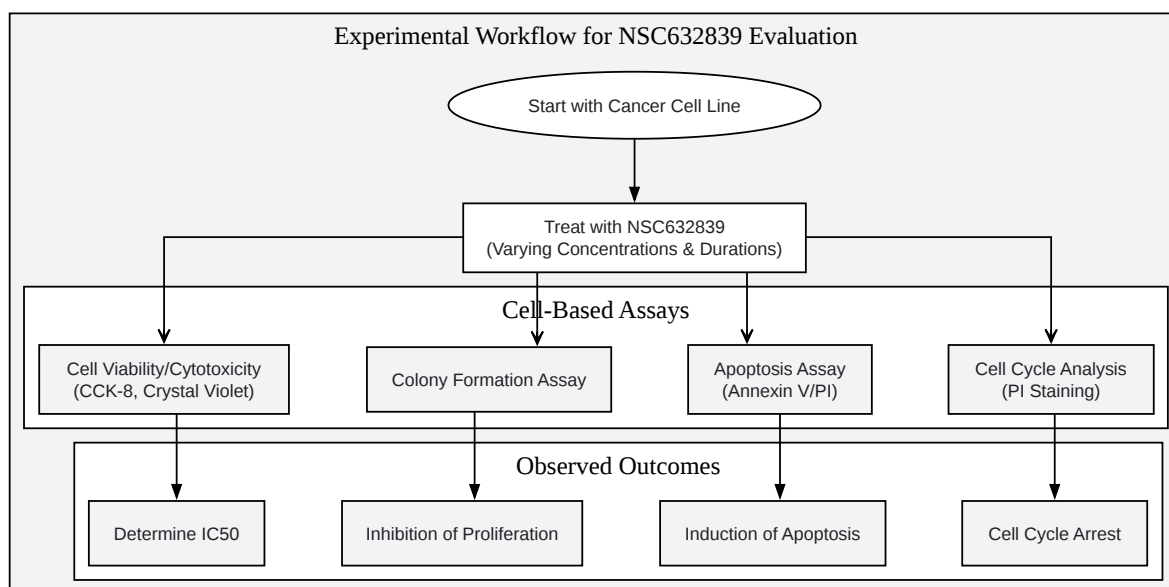 Experimental Workflow for NSC632839 Evaluation
Start with Cancer Cell Line
Treat with NSC632839
(Varying Concentrations & Durations)
Cell-Based Assays
Cell Viability/Cytotoxicity
(CCK-8, Crystal Violet)
Colony Formation Assay
Apoptosis Assay
(Annexin V/PI)
Cell Cycle Analysis
(PI Staining)
Observed Outcomes
Determine IC50
Inhibition of Proliferation
Induction of Apoptosis
Cell Cycle Arrest